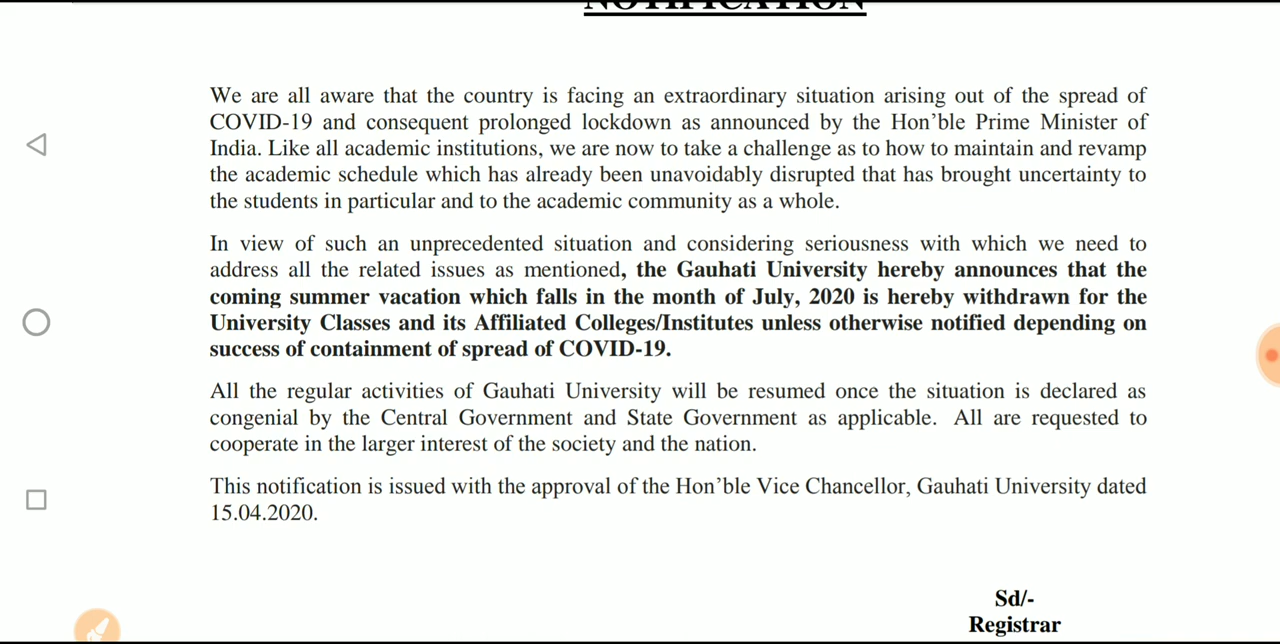 NOTIFICATION
We are all aware that the country is facing an extraordinary situation arising out of the spread of
COVID-19 and consequent prolonged lockdown as announced by the Hon’ble Prime Minister of
India. Like all academic institutions, we are now to take a challenge as to how to maintain and revamp
the academic schedule which has already been unavoidably disrupted that has brought uncertainty to
the students in particular and to the academic community as a whole.
In view of such an unprecedented situation and considering seriousness with which we need to
address all the related issues as mentioned, the Gauhati University hereby announces that the
coming summer vacation which falls in the month of July, 2020 is hereby withdrawn for the
University Classes and its Affiliated Colleges/Institutes unless otherwise notified depending on
success of containment of spread of COVID-19.
All the regular activities of Gauhati University will be resumed once the situation is declared as
congenial by the Central Government and State Government as applicable. All are requested to
cooperate in the larger interest of the society and the nation.
This notification is issued with the approval of the Hon’ble Vice Chancellor, Gauhati University dated
15.04.2020.
Sd/-
Registrar